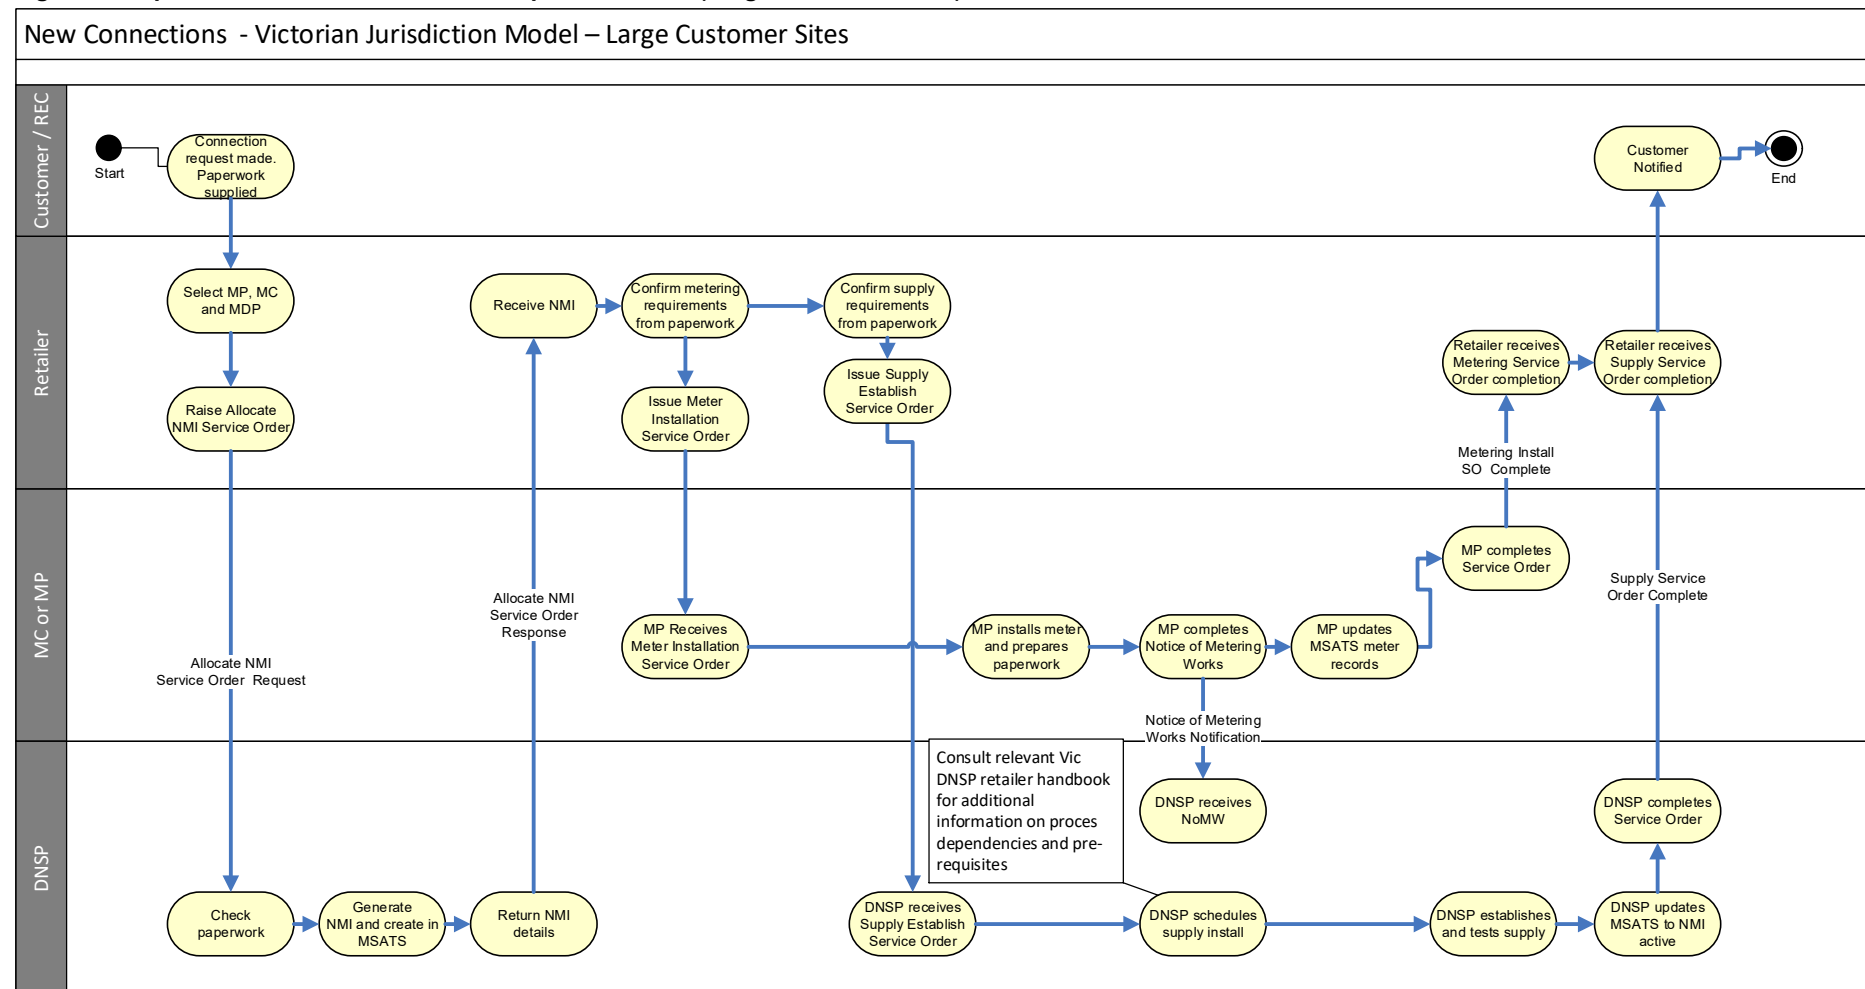 New Connections - Victorian Jurisdiction Model – Large Customer Sites
Customer / REC
Start
Connection
request made.
Paperwork
supplied
Customer
Notified
End
Retailer
Select MP, MC
and MDP
Raise Allocate
NMI Service Order
Receive NMI
Confirm metering
requirements
from paperwork
Issue Meter
Installation
Service Order
Confirm supply
requirements
from paperwork
Issue Supply
Establish
Service Order
Retailer receives
Metering Service
Order completion
Retailer receives
Supply Service
Order completion
Metering Install
SO Complete
MC or MP
Allocate NMI
Service Order Request
Allocate NMI
Service Order
Response
MP Receives
Meter Installation
Service Order
MP installs meter
and prepares
paperwork
MP completes
Notice of Metering
Works
MP updates
MSATS meter
records
MP completes
Service Order
Supply Service
Order Complete
Notice of Metering
Works Notification
DNSP
Check
paperwork
Generate
NMI and create in
MSATS
Return NMI
details
Consult relevant Vic
DNSP retailer handbook
for additional
information on proces
dependencies and pre-
requisites
DNSP receives
NoMW
DNSP receives
Supply Establish
Service Order
DNSP schedules
supply install
DNSP establishes
and tests supply
DNSP updates
MSATS to NMI
active
DNSP completes
Service Order